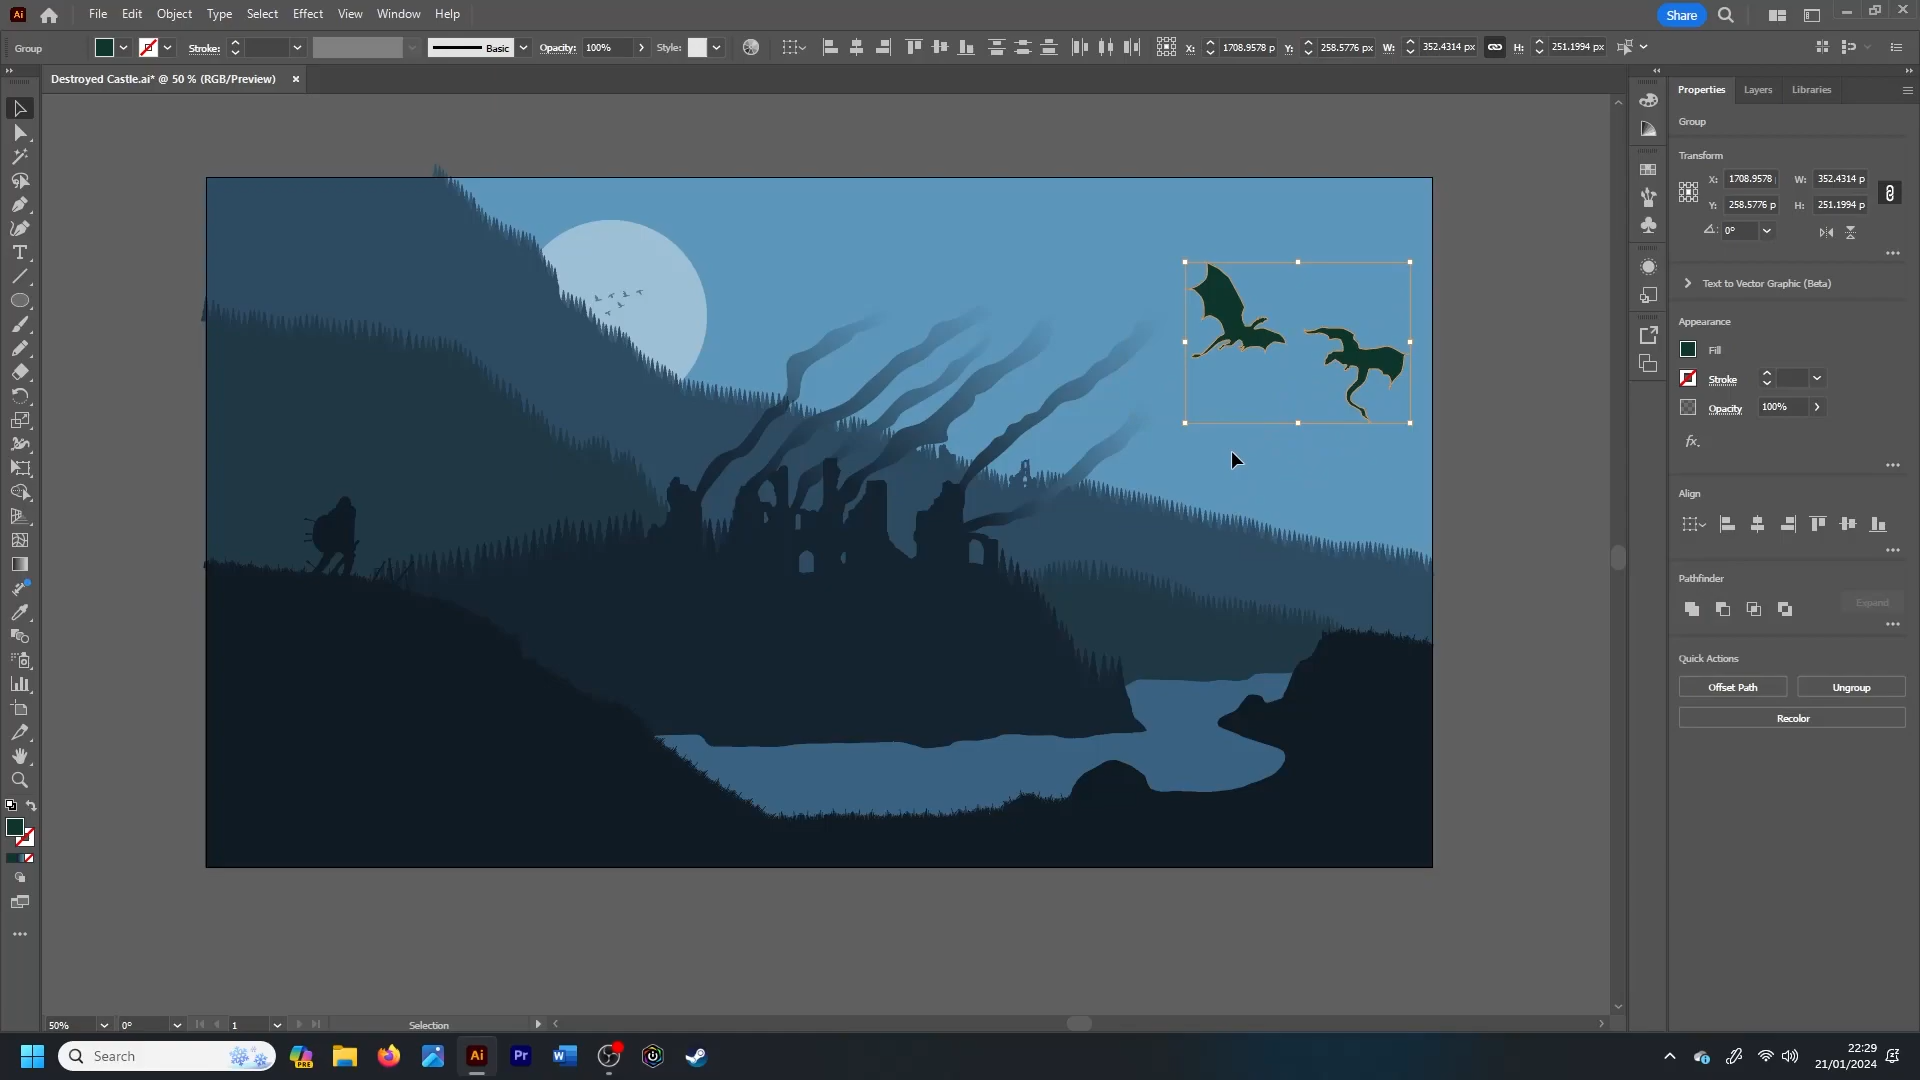 Ai File Edit Object Type Select Effect View Window Help Share
Group Stroke: Basic Opacity: 100% Style: X: 1708.9578 p Y: 258.5776 px W: 352.4314 px H: 251.1994 px
Destroyed Castle.ai* @ 50 % (RGB/Preview) ×
Properties Layers Libraries
Group
Transform
X: 1708.9578 W: 352.4314 p
Y: 258.5776 p H: 251.1994 p
0°
Text to Vector Graphic (Beta)
Appearance
Fill
Stroke
Opacity 100%
fx.
Align
Pathfinder
Expand
Quick Actions
Offset Path Ungroup
Recolor
50% 0° 1 Selection
Search PRE Ai Pr W 22:29
21/01/2024